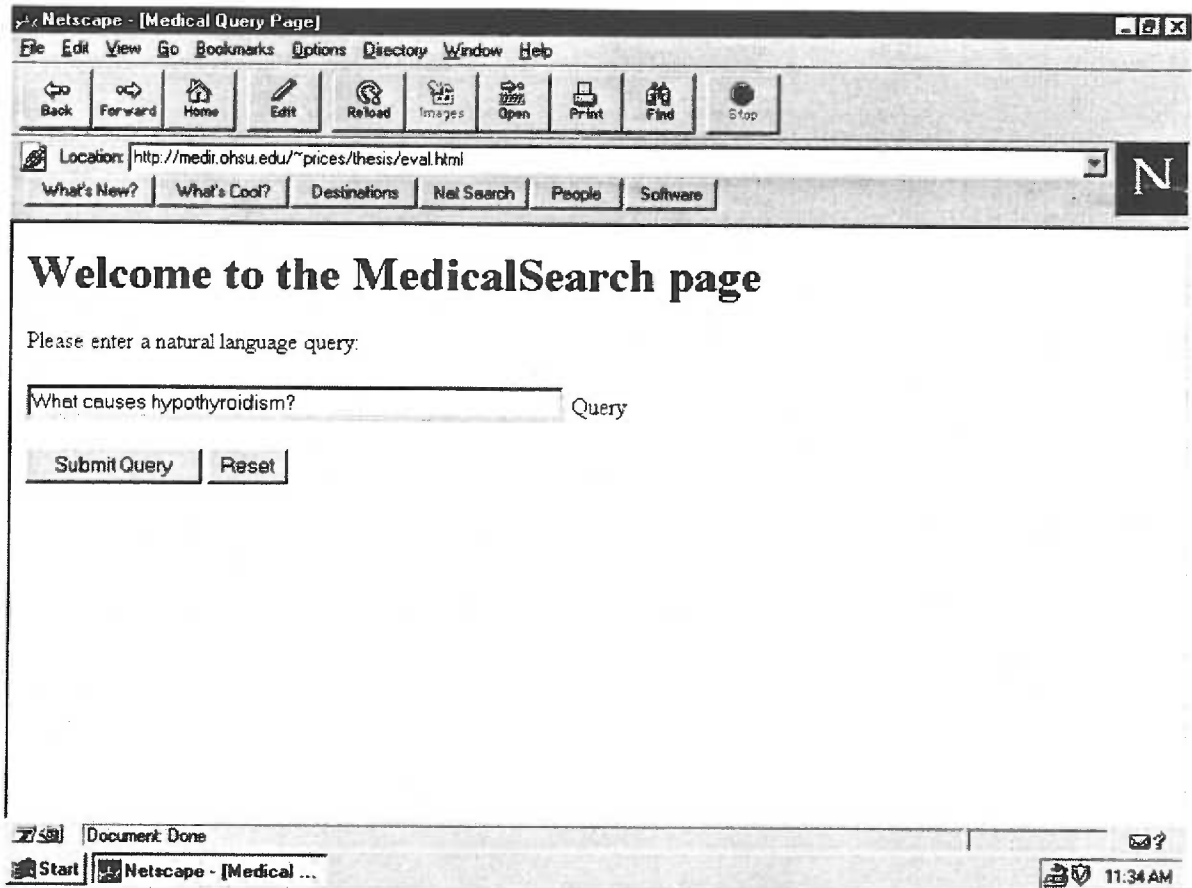 Netscape - [Medical Query Page]
File Edit View Go Bookmarks Options Directory Window Help
Back Forward Home Edit Reload Images Open Print Find Stop
Location: http://medir.ohsu.edu/~prices/thesis/eval.html
What's New? What's Cool? Destinations Net Search People Software
N
Welcome to the MedicalSearch page
Please enter a natural language query:
What causes hypothyroidism? Query
Submit Query Reset
Document: Done
Start Netscape - [Medical ... 11:34 AM